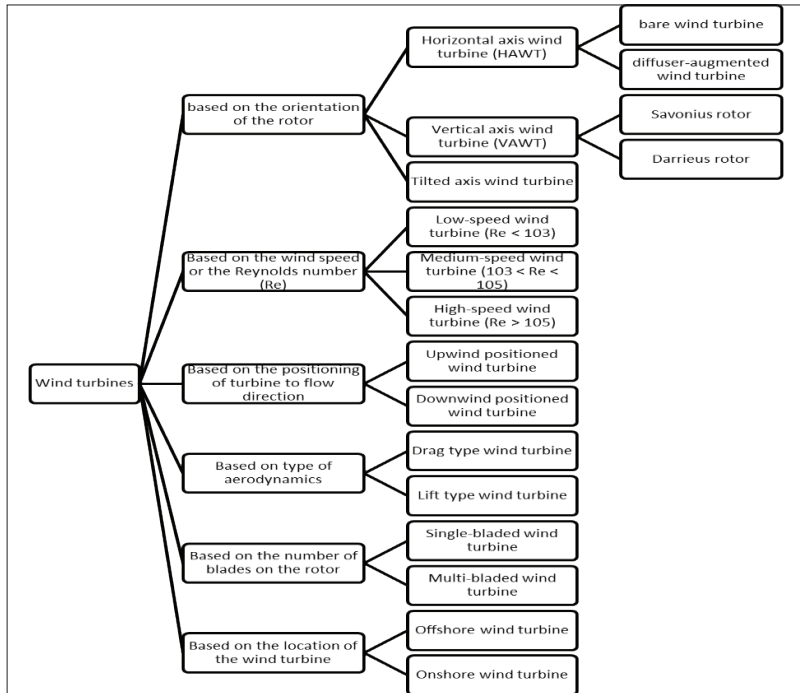 Wind turbines
based on the orientation
of the rotor
Horizontal axis wind
turbine (HAWT)
bare wind turbine
diffuser-augmented
wind turbine
Vertical axis wind
turbine (VAWT)
Savonius rotor
Darrieus rotor
Tilted axis wind turbine
Based on the wind speed
or the Reynolds number
(Re)
Low-speed wind
turbine (Re < 103)
Medium-speed wind
turbine (103 < Re <
105)
High-speed wind
turbine (Re > 105)
Based on the positioning
of turbine to flow
direction
Upwind positioned
wind turbine
Downwind positioned
wind turbine
Based on type of
aerodynamics
Drag type wind turbine
Lift type wind turbine
Based on the number of
blades on the rotor
Single-bladed wind
turbine
Multi-bladed wind
turbine
Based on the location of
the wind turbine
Offshore wind turbine
Onshore wind turbine